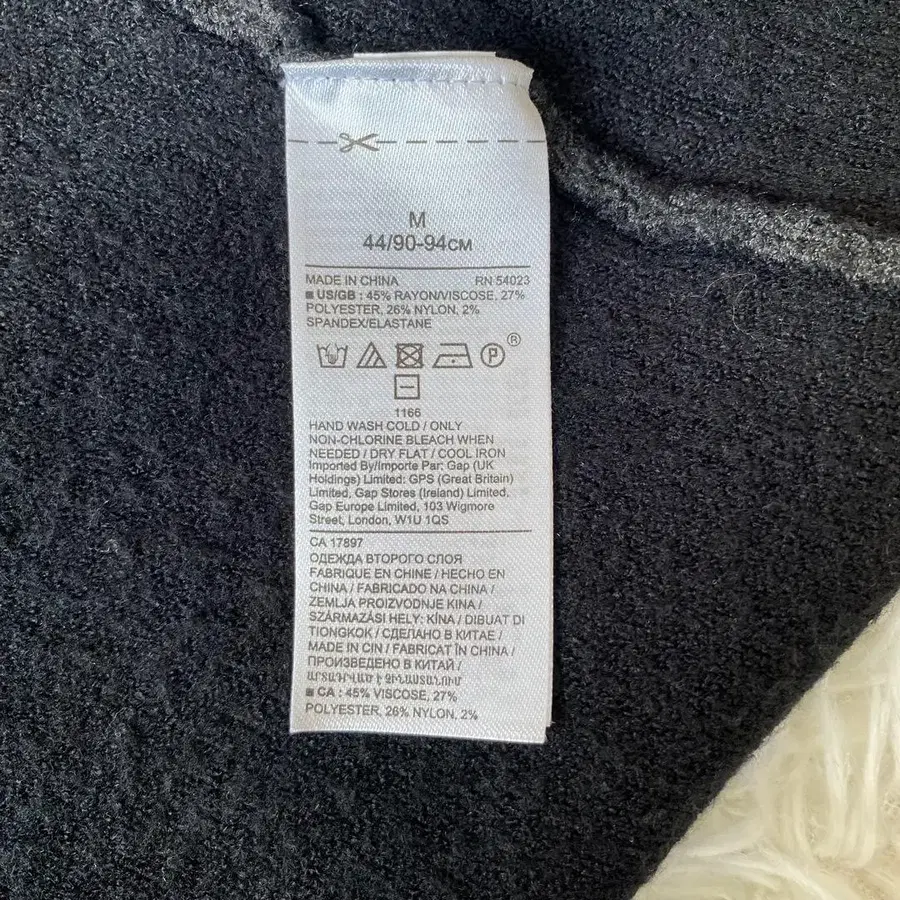 M
44/90-94см
MADE IN CHINA RN 54023
■ US/GB : 45% RAYON/VISCOSE, 27%
POLYESTER, 26% NYLON, 2%
SPANDEX/ELASTANE
P ®
1166
HAND WASH COLD / ONLY
NON-CHLORINE BLEACH WHEN
NEEDED / DRY FLAT / COOL IRON
Imported By/Importe Par: Gap (UK
Holdings) Limited: GPS (Great Britain)
Limited, Gap Stores (Ireland) Limited,
Gap Europe Limited, 103 Wigmore
Street, London, W1U 1QS
CA 17897
ОДЕЖДА ВТОРОГО СЛОЯ
FABRIQUE EN CHINE / HECHO EN
CHINA / FABRICADO NA CHINA /
ZEMLJA PROIZVODNJE KINA /
SZÁRMAZÁSI HELY: KÍNA / DIBUAT DI
TIONGKOK / СДЕЛАНО В КИТАЕ /
MADE IN CIN / FABRICAT ÎN CHINA /
ПРОИЗВЕДЕНО В КИТАЙ /
ԱՐՏԱԴՐՎԱԾ Է ՉԻՆԱՍՏԱՆՈՒՄ
■ CA : 45% VISCOSE, 27%
POLYESTER, 26% NYLON, 2%